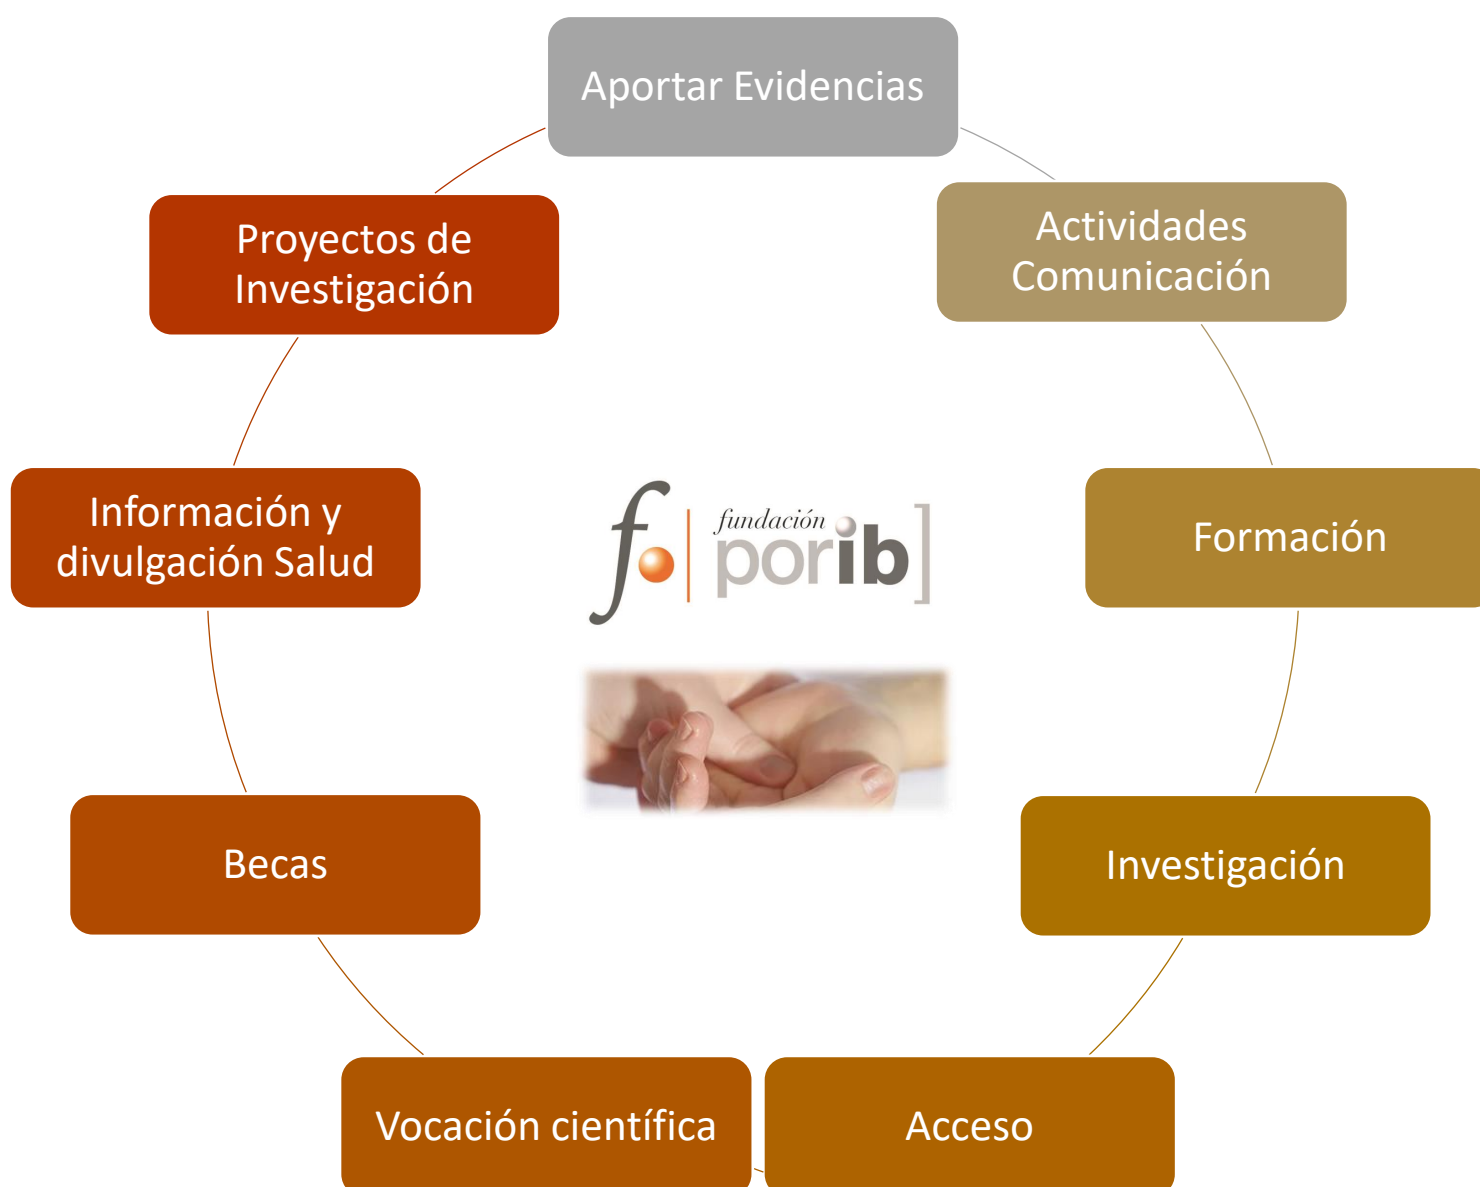 Aportar Evidencias
Actividades
Comunicación
Formación
Investigación
Acceso
Vocación científica
Becas
Información y
divulgación Salud
Proyectos de
Investigación
f
fundación
porib]